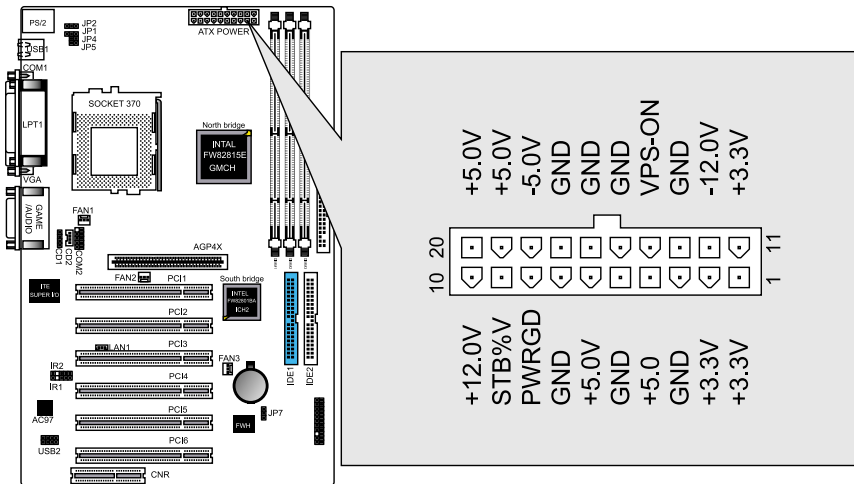 PS/2
JP2
JP1
JP4
JP5
ATX POWER
USB1
COM1
SOCKET 370
LPT1
North bridge
INTAL
FW82815E
GMCH
VGA
GAME
/AUDIO
FAN1
CD1
CD2
COM2
AGP4X
FAN2
PCI1
South bridge
ITE
SUPER I/O
INTEL
FW82801BA
ICH2
PCI2
PCI3
LAN1
FAN3
IDE1
IDE2
IR2
IR1
PCI4
AC97
PCI5
FWH
JP7
USB2
PCI6
CNR
+5.0V
+5.0V
-5.0V
GND
GND
GND
VPS-ON
GND
-12.0V
+3.3V
20
11
10
1
+12.0V
STB%V
PWRGD
GND
+5.0V
GND
+5.0
GND
+3.3V
+3.3V